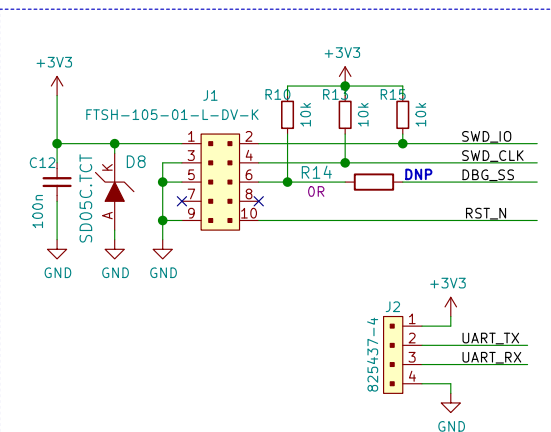 +3V3
+3V3
J1
R10
R13
R15
FTSH-105-01-L-DV-K
10k
10k
10k
1
2
SWD_IO
C12
D8
K
3
4
SWD_CLK
R14
DNP
5
6
DBG_SS
0R
100n
SD05C.TCT
A
7
8
9
10
RST_N
GND
GND
GND
+3V3
J2
825437-4
1
2
UART_TX
3
UART_RX
4
GND